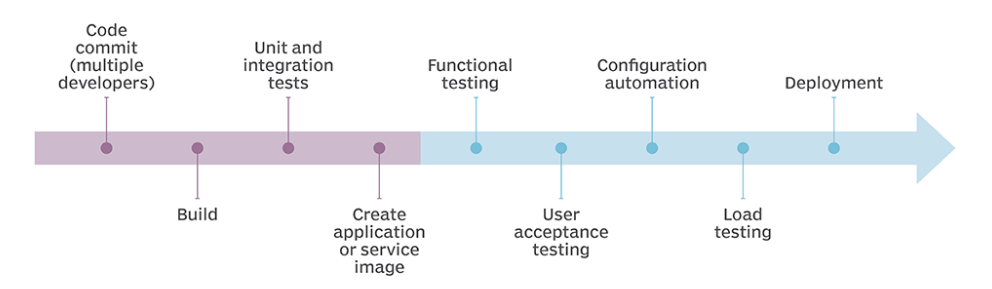 Code
commit
(multiple
developers)
Build
Unit and
integration
tests
Create
application
or service
image
Functional
testing
User
acceptance
testing
Configuration
automation
Load
testing
Deployment